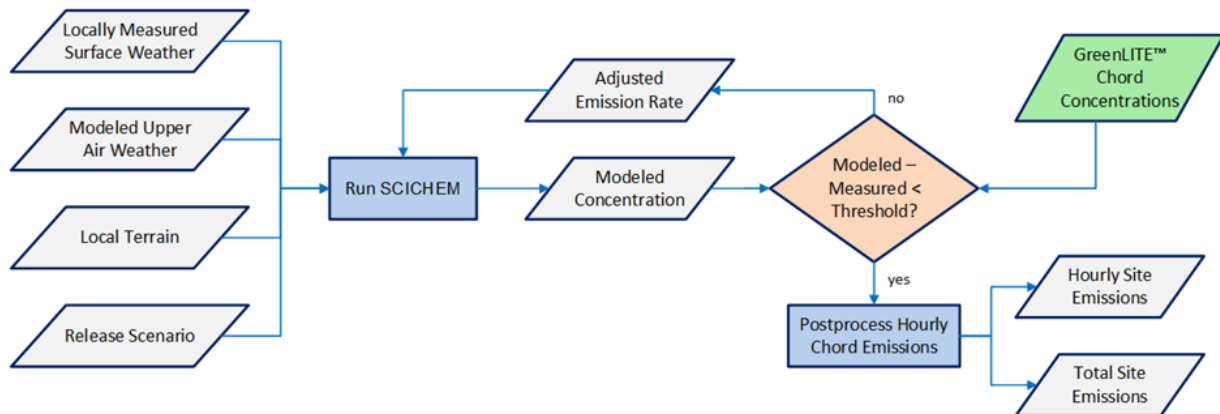 Locally Measured
Surface Weather
Modeled Upper
Air Weather
Local Terrain
Release Scenario
Run SCICHEM
Adjusted
Emission Rate
Modeled
Concentration
no
Modeled –
Measured <
Threshold?
yes
GreenLITE™
Chord
Concentrations
Postprocess Hourly
Chord Emissions
Hourly Site
Emissions
Total Site
Emissions